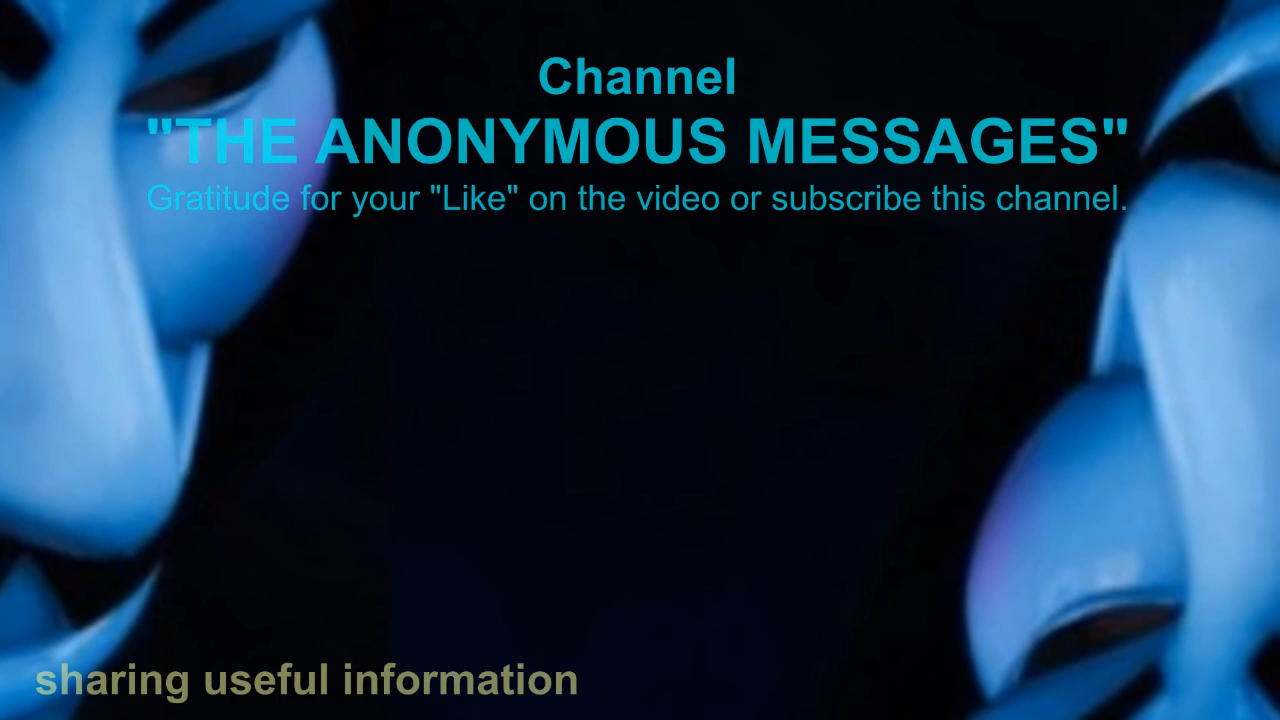 Channel
"THE ANONYMOUS MESSAGES"
Gratitude for your "Like" on the video or subscribe this channel.
sharing useful information